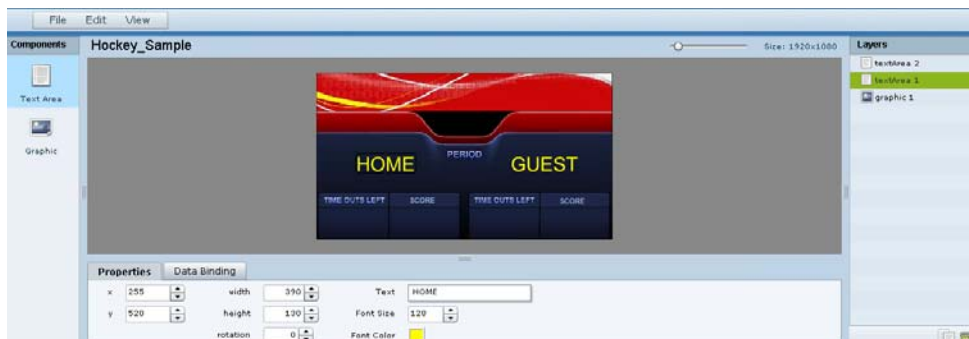 File Edit View
Components
Hockey_Sample
Size: 1920x1080
Layers
textArea 2
textArea 1
graphic 1
Text Area
Graphic
PERIOD
HOME GUEST
TIME OUTS LEFT SCORE TIME OUTS LEFT SCORE
Properties Data Binding
x 255 width 390 Text HOME
y 520 height 130 Font Size 120
rotation 0 Font Color